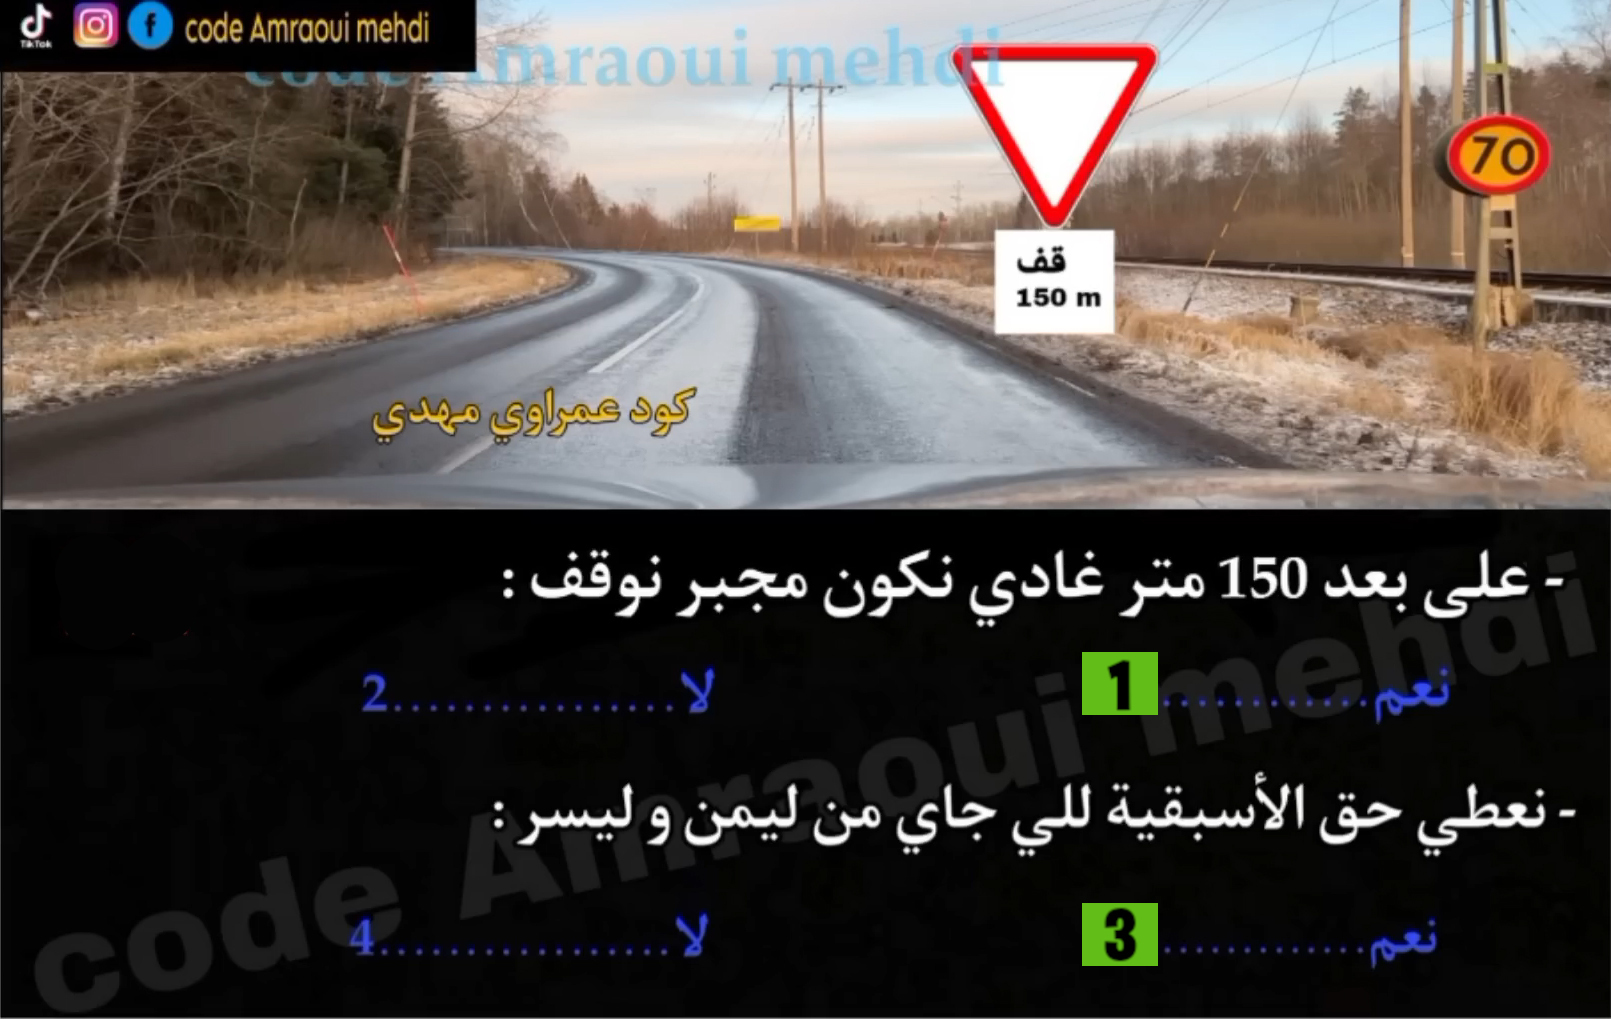 TikTok
code Amraoui mehdi
code Amraoui mehdi
70
قف
150 m
كود عمراوي مهدي
- على بعد 150 متر غادي نكون مجبر نوقف :
نعم.............1 لا................2
- نعطي حق الأسبقية للي جاي من ليمن و ليسر :
نعم.............3 لا.................4
code Amraoui mehdi